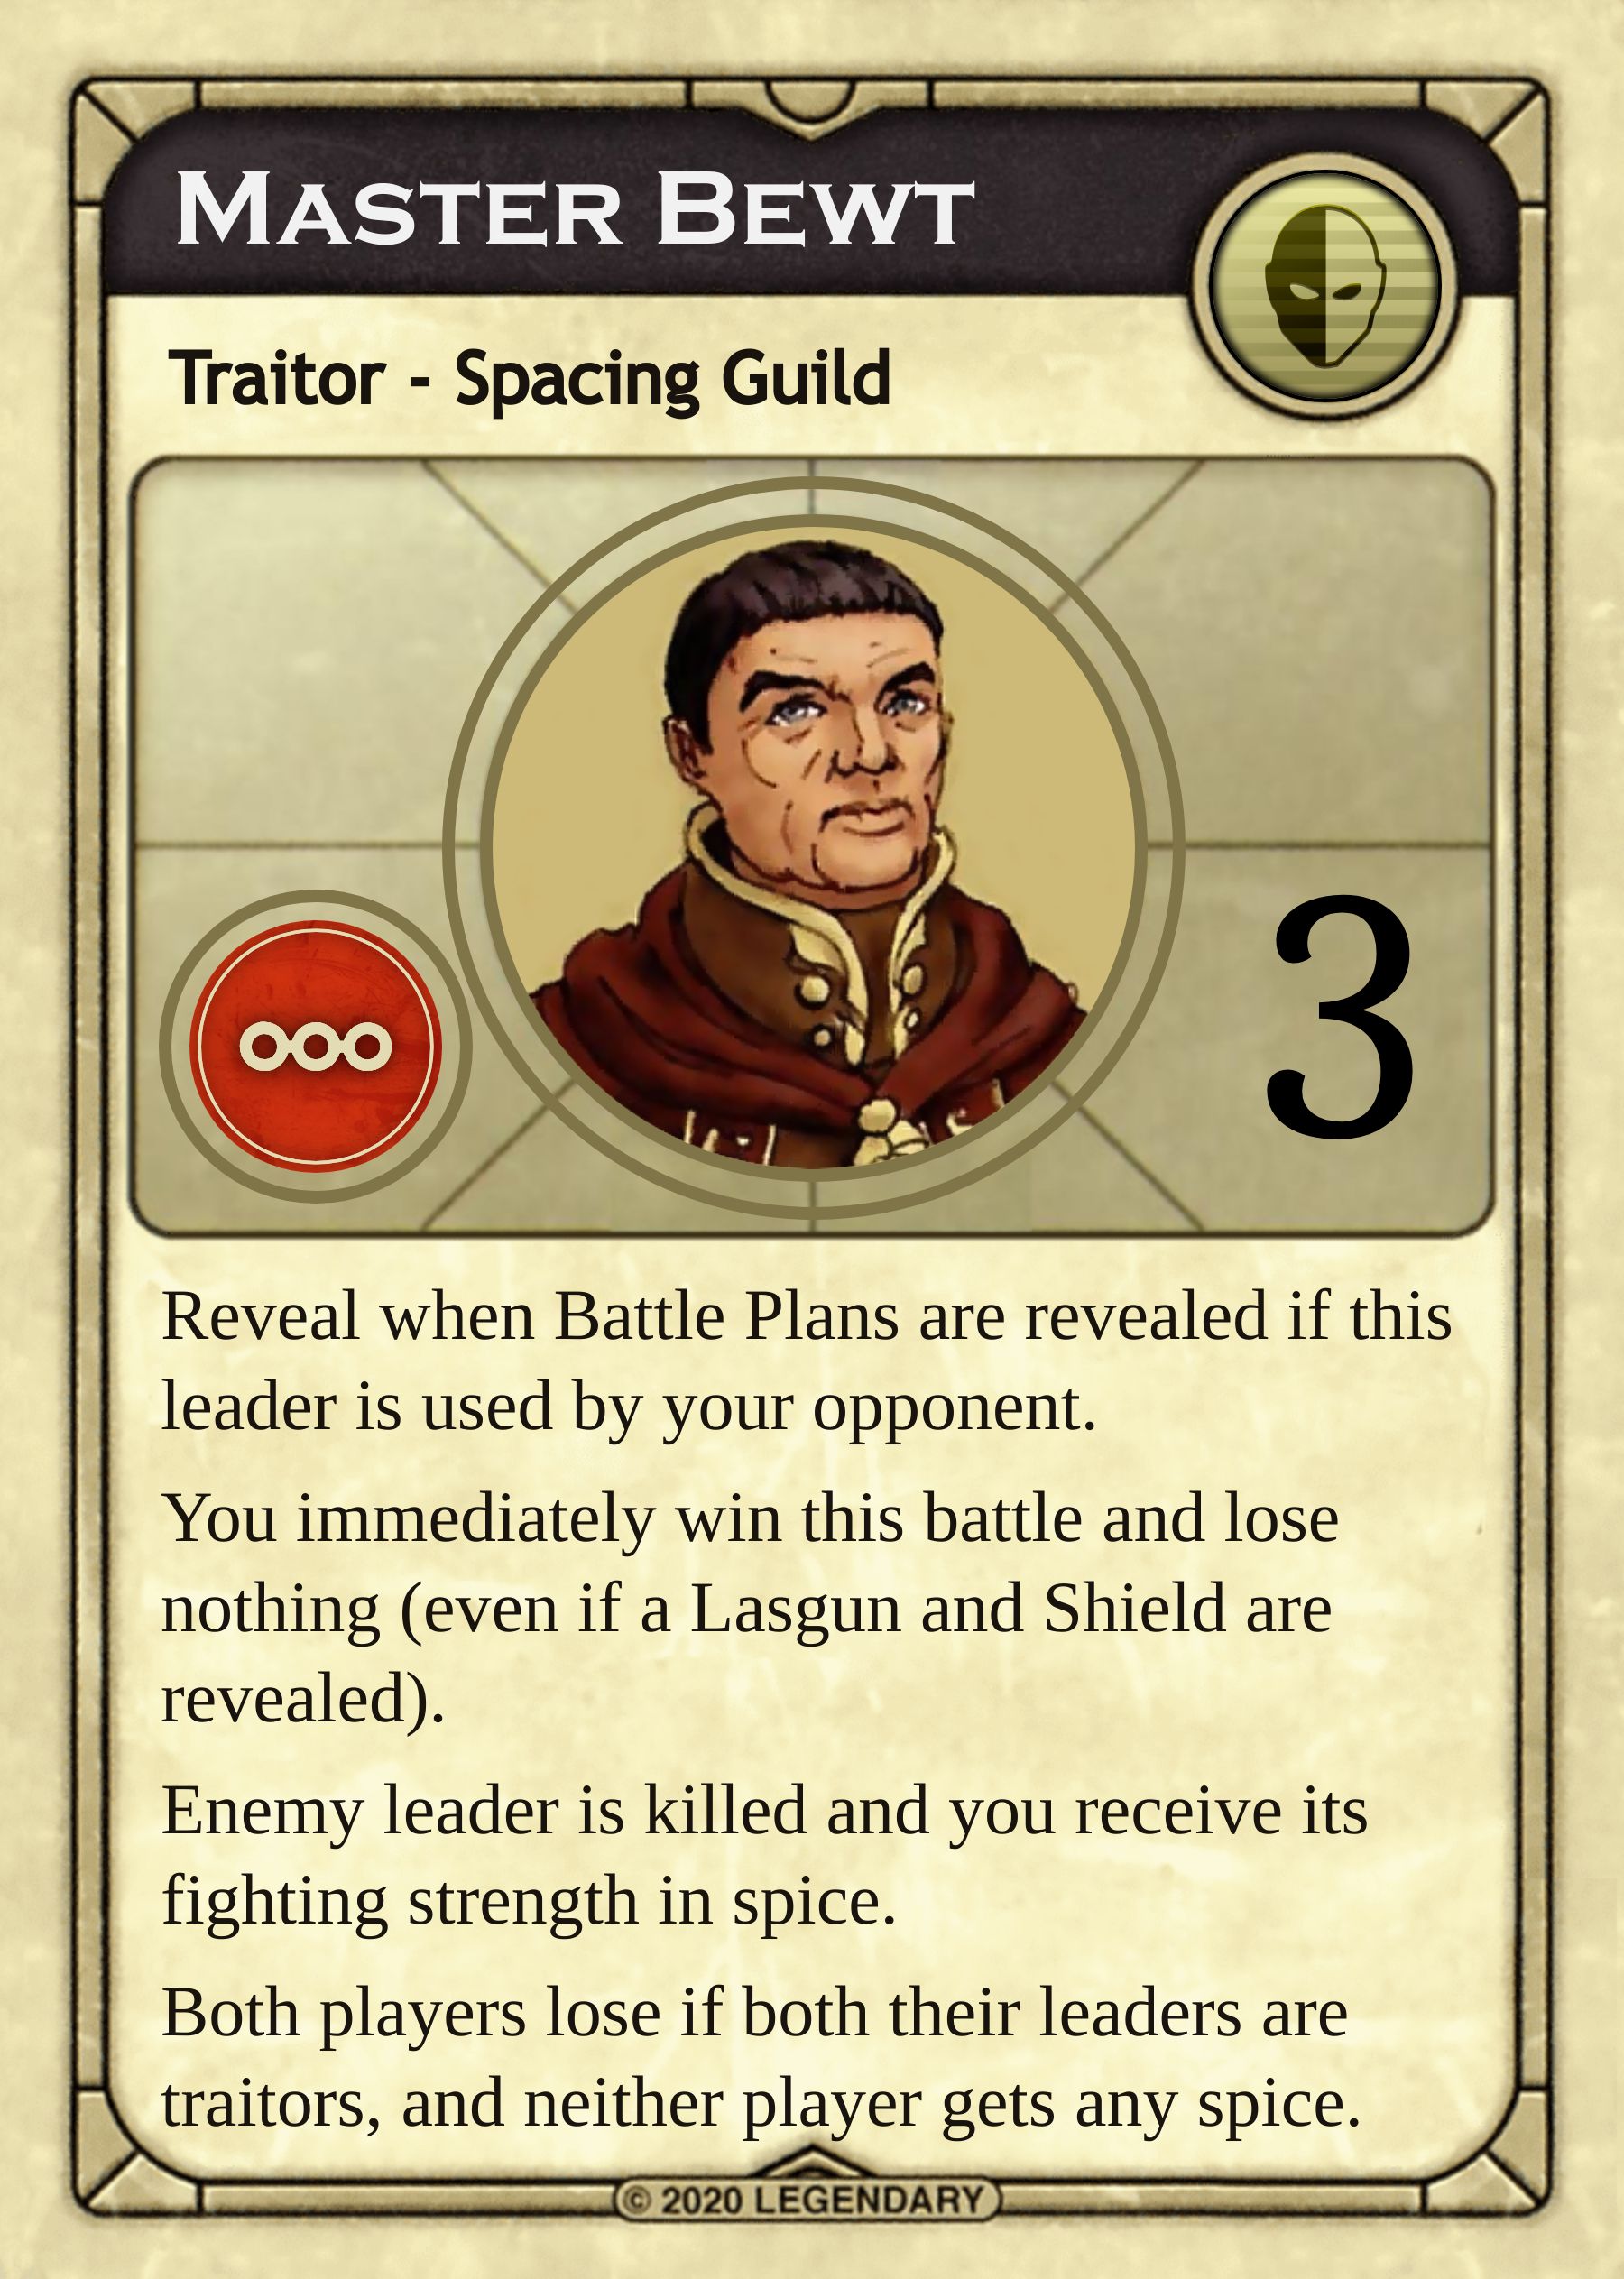 Master Bewt
Traitor - Spacing Guild
3
Reveal when Battle Plans are revealed if this
leader is used by your opponent.
You immediately win this battle and lose
nothing (even if a Lasgun and Shield are
revealed).
Enemy leader is killed and you receive its
fighting strength in spice.
Both players lose if both their leaders are
traitors, and neither player gets any spice.
© 2020 LEGENDARY